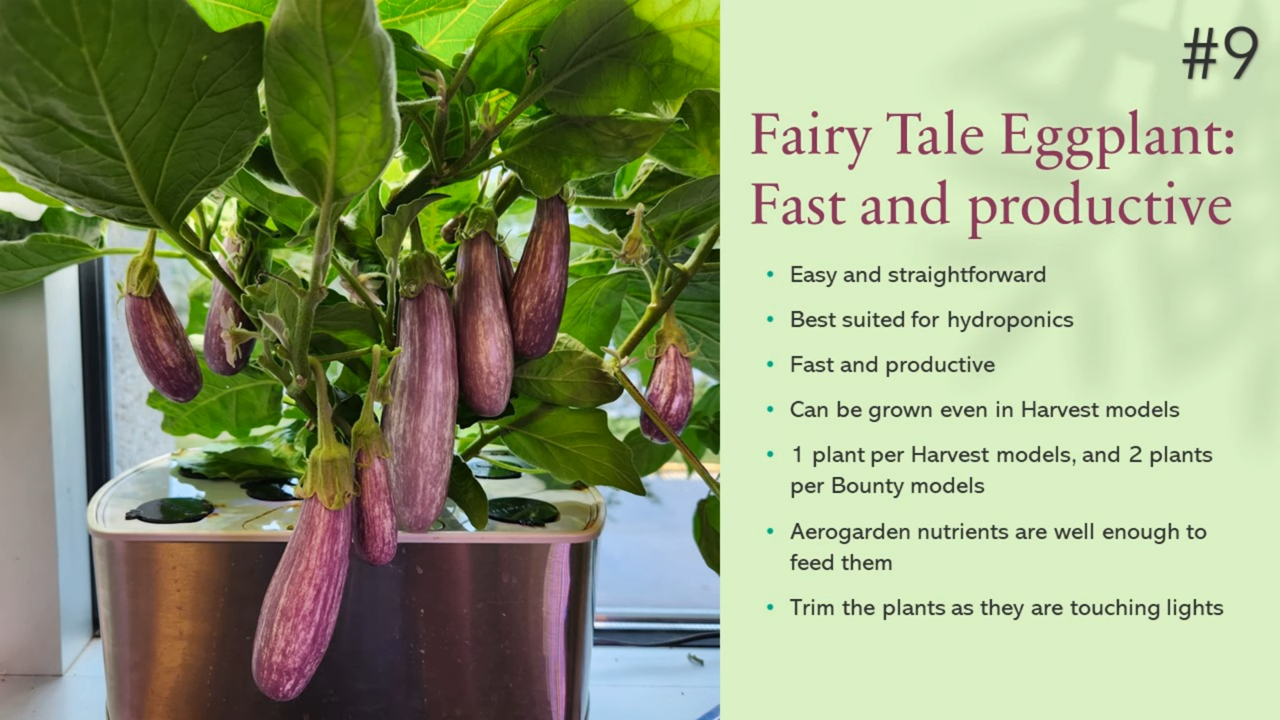 #9
Fairy Tale Eggplant:
Fast and productive
• Easy and straightforward
• Best suited for hydroponics
• Fast and productive
• Can be grown even in Harvest models
• 1 plant per Harvest models, and 2 plants
per Bounty models
• Aerogarden nutrients are well enough to
feed them
• Trim the plants as they are touching lights